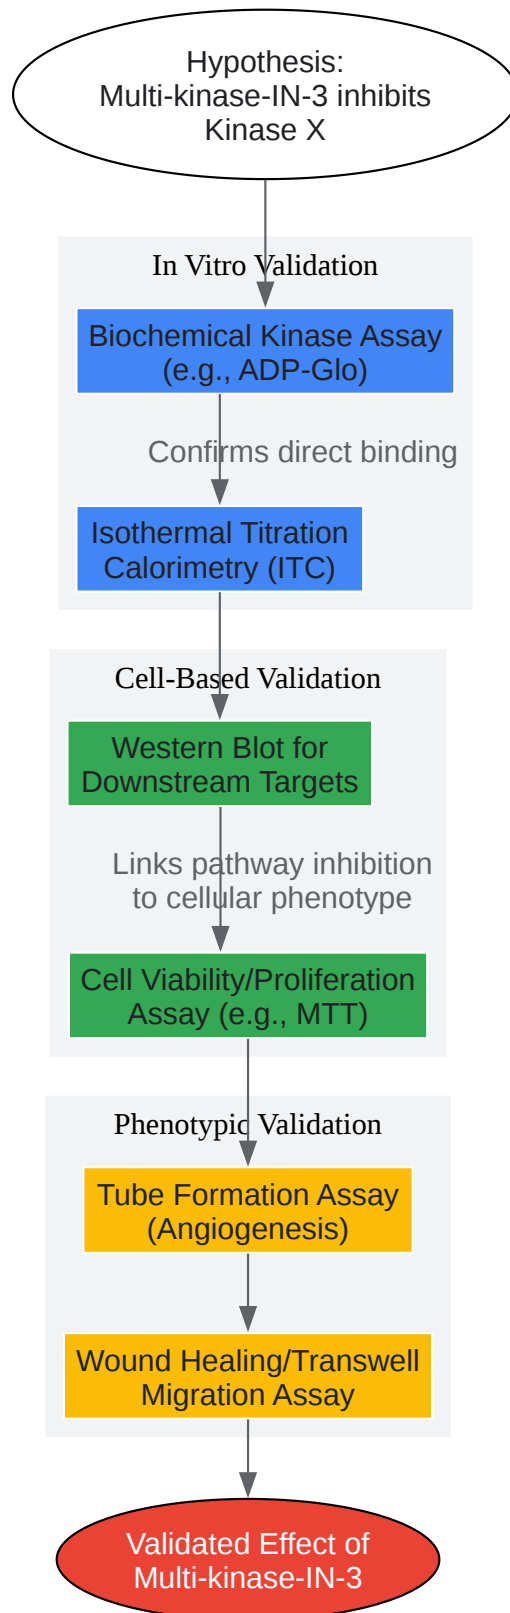 Hypothesis:
Multi-kinase-IN-3 inhibits
Kinase X
In Vitro Validation
Biochemical Kinase Assay
(e.g., ADP-Glo)
Confirms direct binding
Isothermal Titration
Calorimetry (ITC)
Cell-Based Validation
Western Blot for
Downstream Targets
Links pathway inhibition
to cellular phenotype
Cell Viability/Proliferation
Assay (e.g., MTT)
Phenotypic Validation
Tube Formation Assay
(Angiogenesis)
Wound Healing/Transwell
Migration Assay
Validated Effect of
Multi-kinase-IN-3